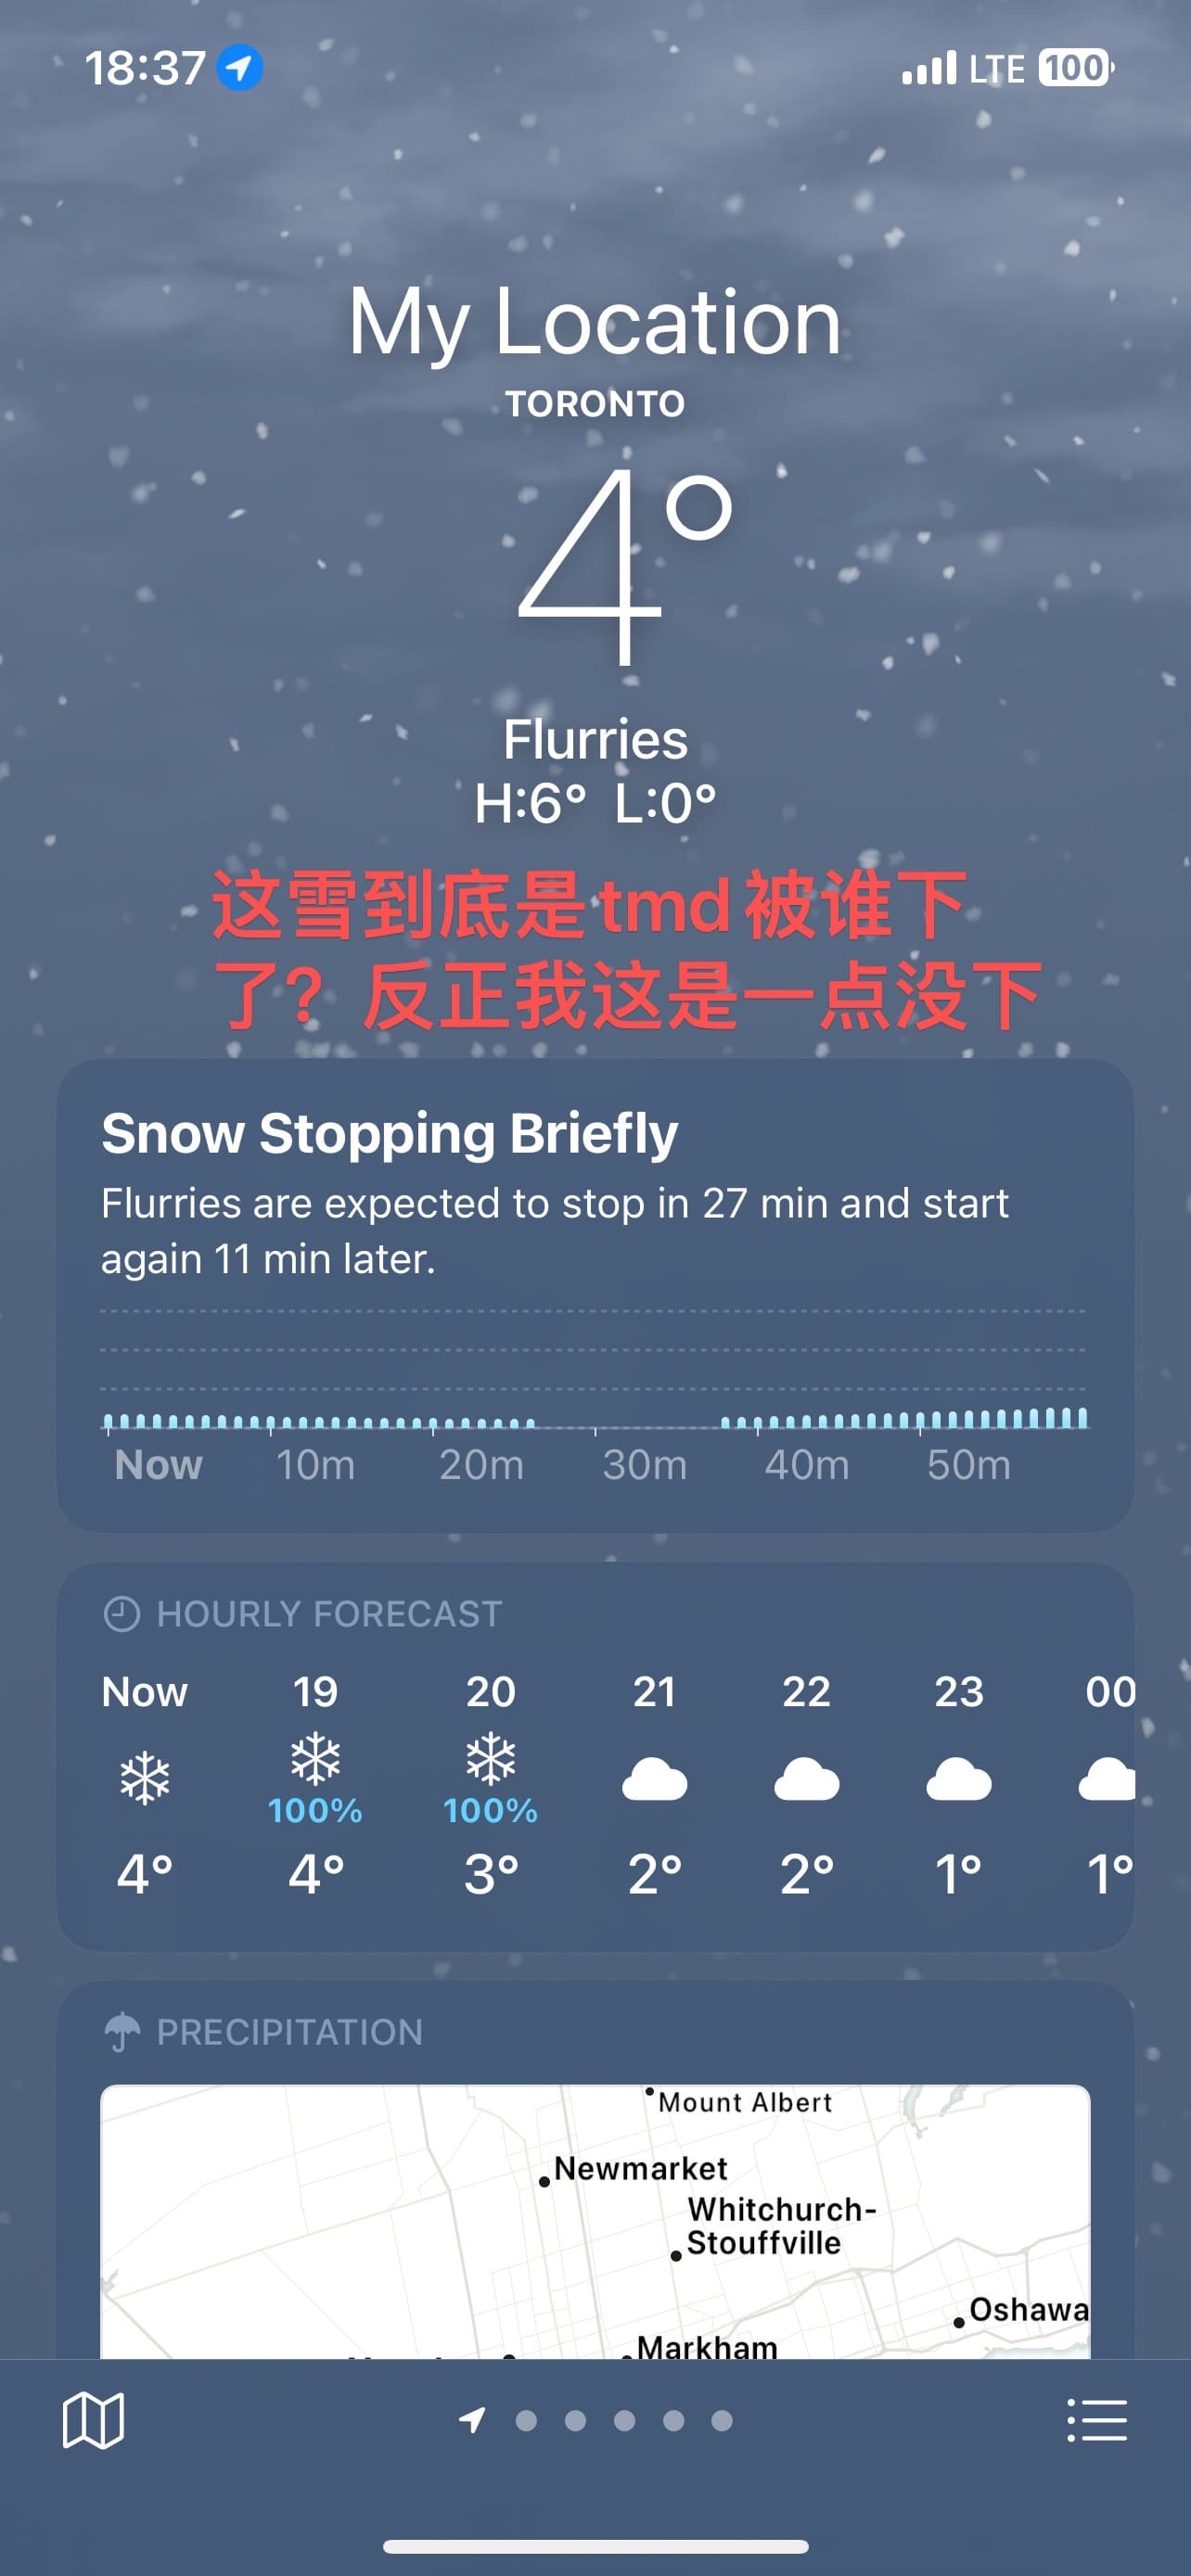 18:37
LTE 100
My Location
TORONTO
4°
Flurries
H:6° L:0°
这雪到底是tmd被谁下
了？反正我这是一点没下
Snow Stopping Briefly
Flurries are expected to stop in 27 min and start
again 11 min later.
Now 10m 20m 30m 40m 50m
HOURLY FORECAST
Now 19 20 21 22 23 00
100% 100%
4° 4° 3° 2° 2° 1° 1°
PRECIPITATION
Mount Albert
Newmarket
Whitchurch-
Stouffville
Oshawa
Markham